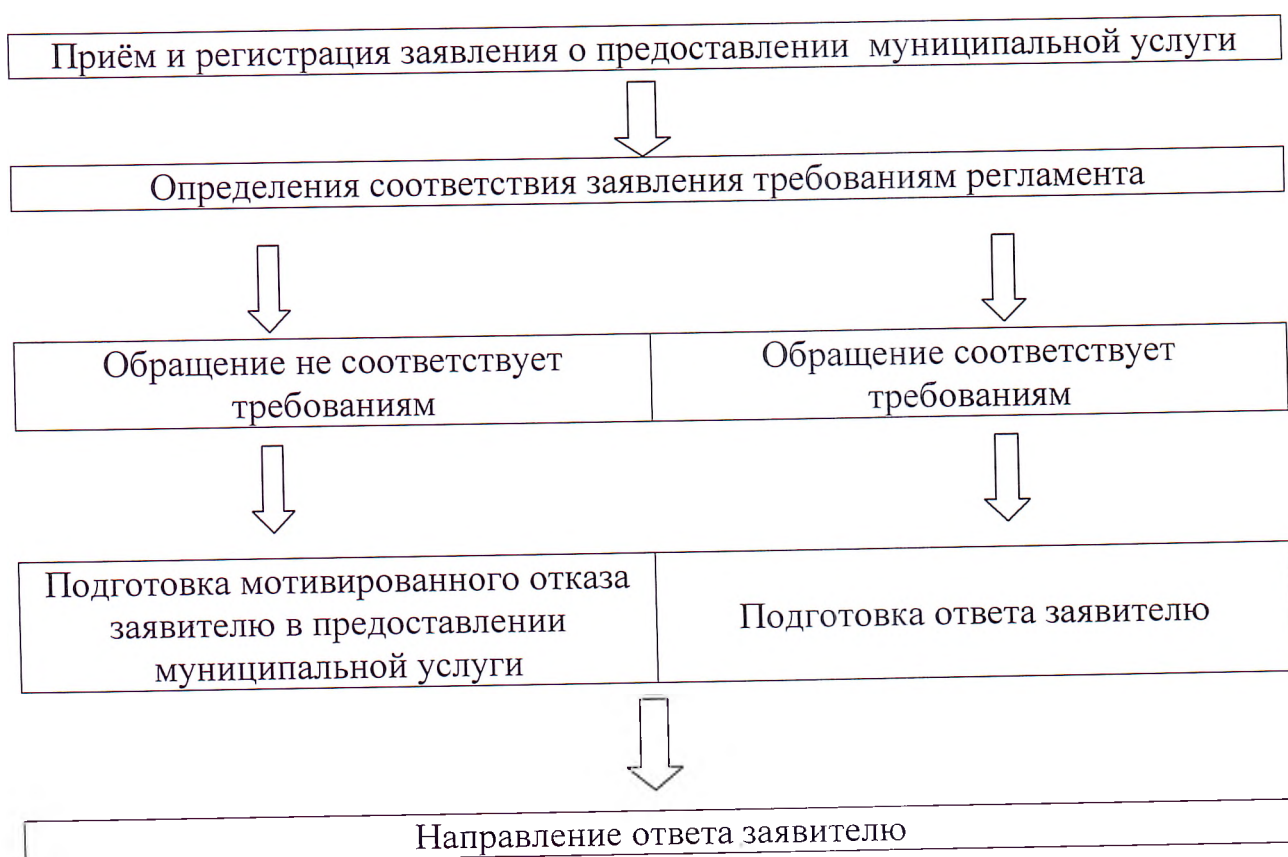 Приём и регистрация заявления о предоставлении муниципальной услуги
Определения соответствия заявления требованиям регламента
Обращение не соответствует
требованиям
Обращение соответствует
требованиям
Подготовка мотивированного отказа
заявителю в предоставлении
муниципальной услуги
Подготовка ответа заявителю
Направление ответа заявителю